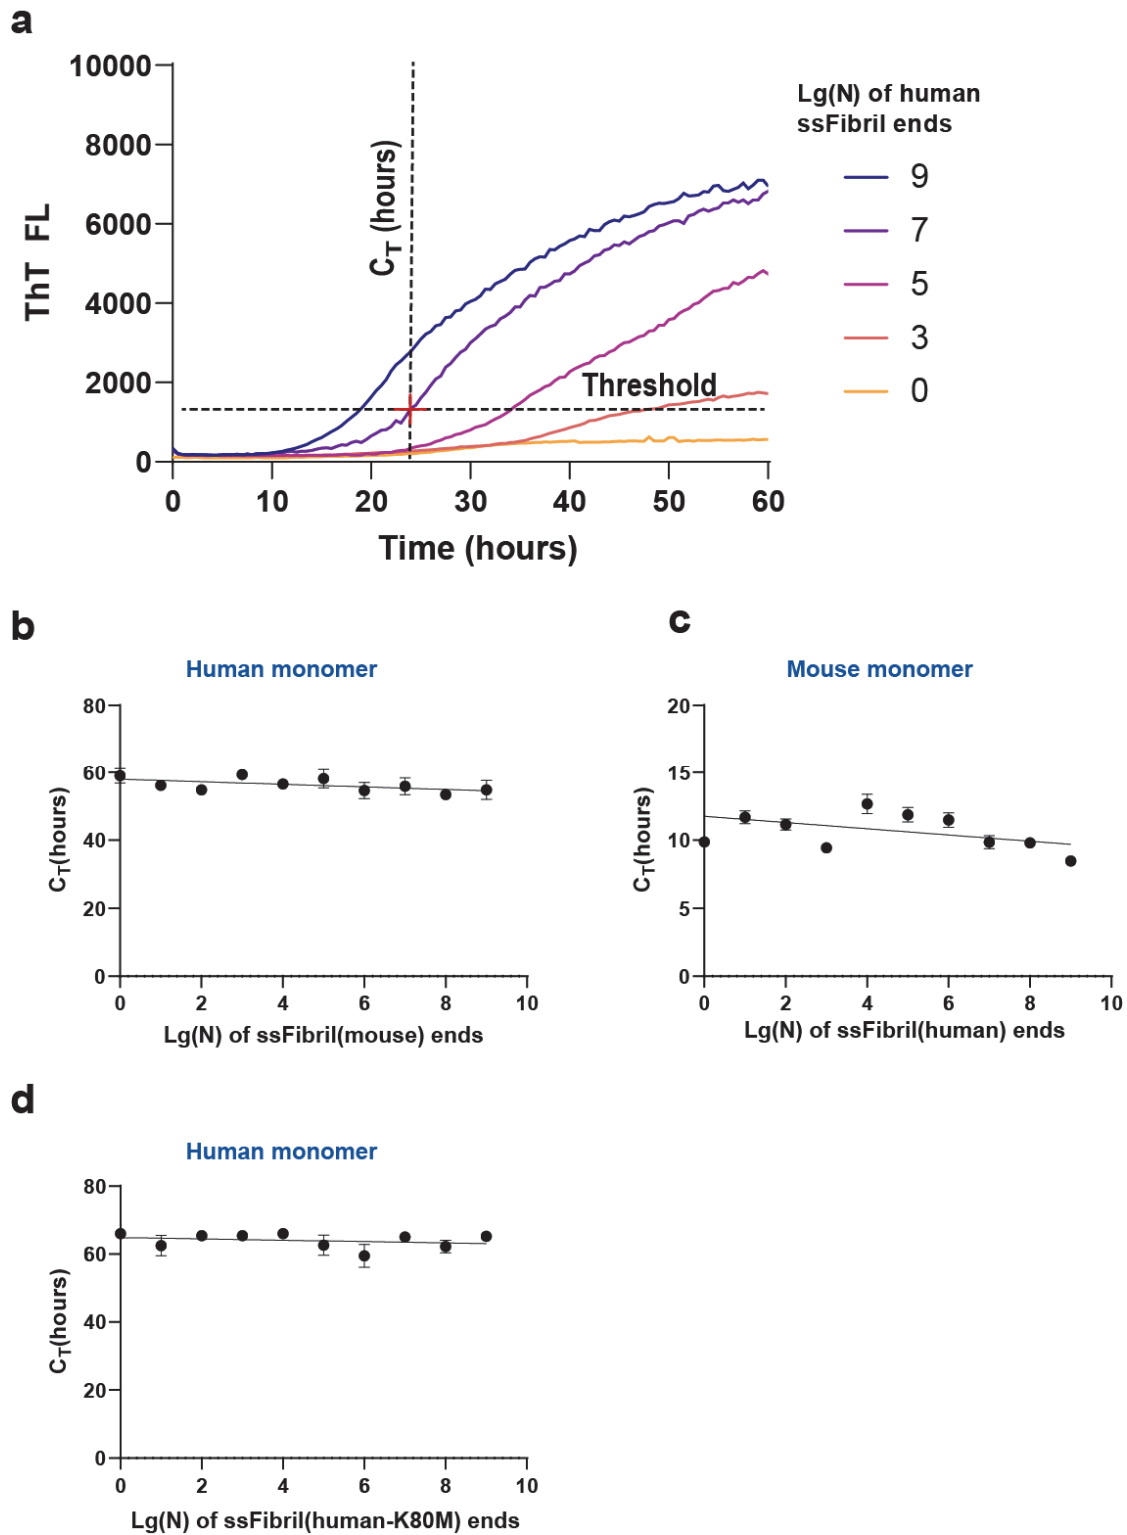 a
10000
8000
6000
4000
2000
0
ThT FL
C_T (hours)
Threshold
0 10 20 30 40 50 60
Time (hours)
Lg(N) of human
ssFibril ends
9
7
5
3
0
b
Human monomer
80
60
40
20
0
C_T(hours)
0 2 4 6 8 10
Lg(N) of ssFibril(mouse) ends
c
Mouse monomer
20
15
10
5
0
C_T(hours)
0 2 4 6 8 10
Lg(N) of ssFibril(human) ends
d
Human monomer
80
60
40
20
0
C_T(hours)
0 2 4 6 8 10
Lg(N) of ssFibril(human-K80M) ends